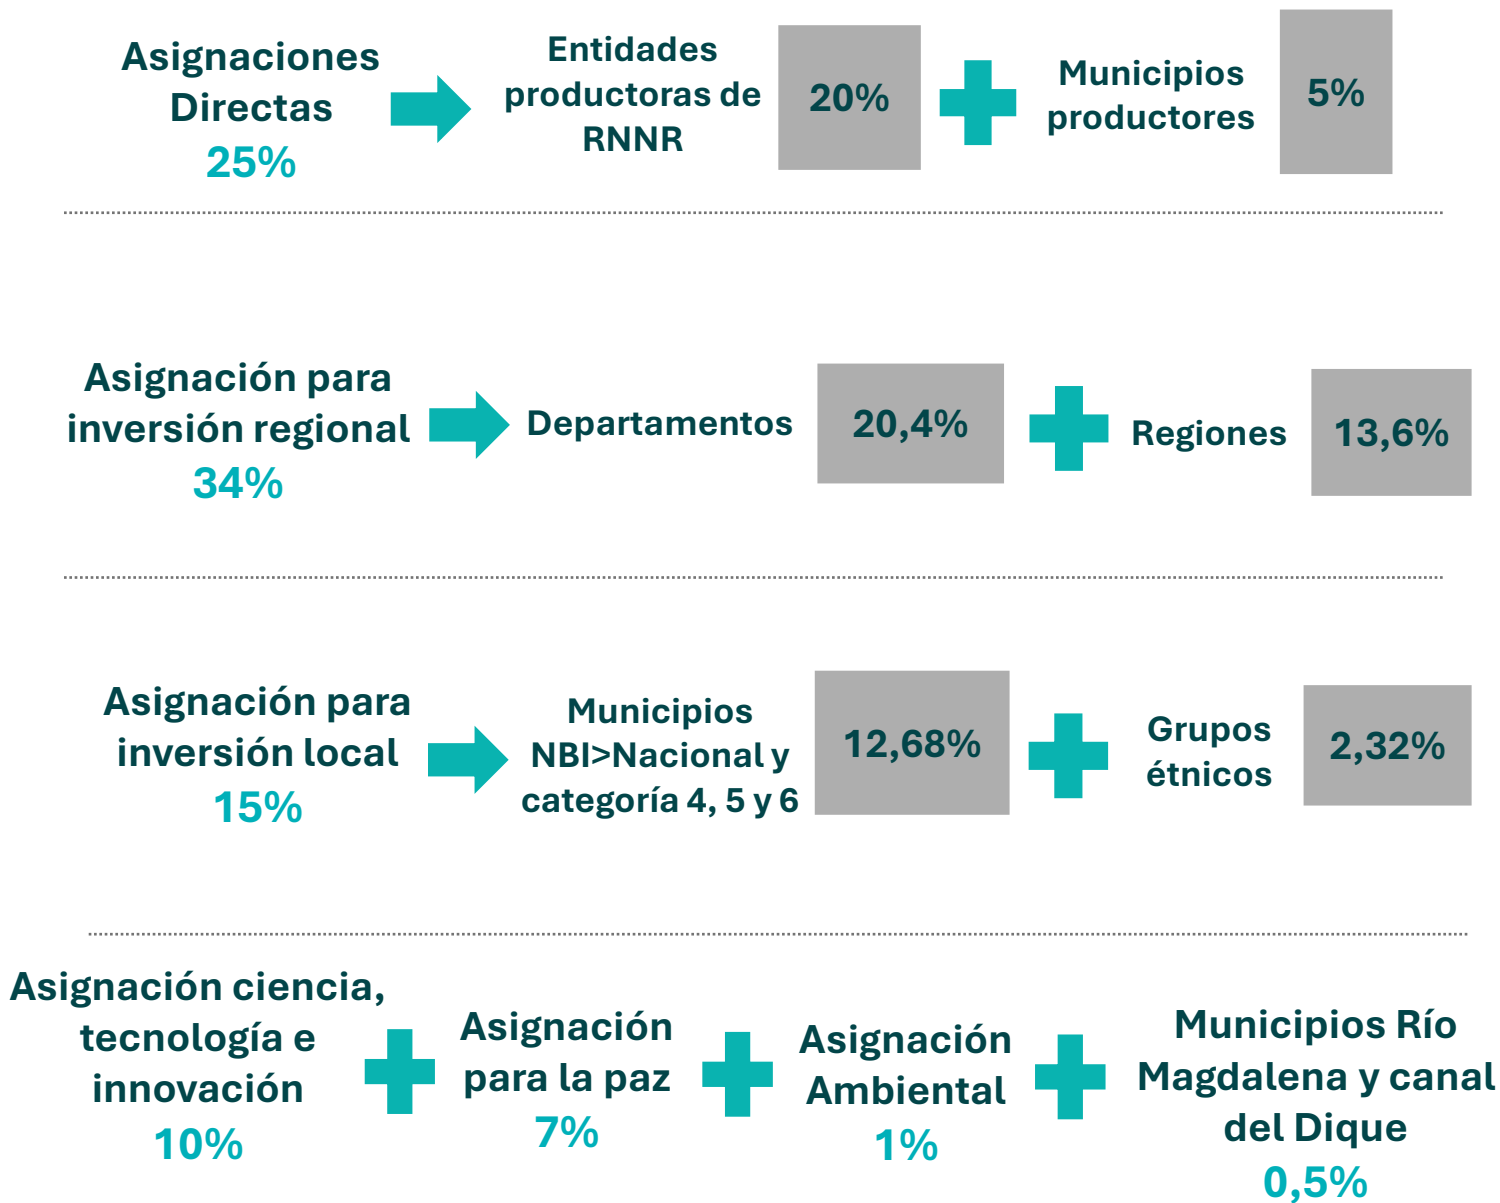 Asignaciones
Directas
25%
Entidades
productoras de
RNNR
20%
Municipios
productores
5%
Asignación para
inversión regional
34%
Departamentos
20,4%
Regiones
13,6%
Asignación para
inversión local
15%
Municipios
NBI>Nacional y
categoría 4, 5 y 6
12,68%
Grupos
étnicos
2,32%
Asignación ciencia,
tecnología e
innovación
10%
Asignación
para la paz
7%
Asignación
Ambiental
1%
Municipios Río
Magdalena y canal
del Dique
0,5%